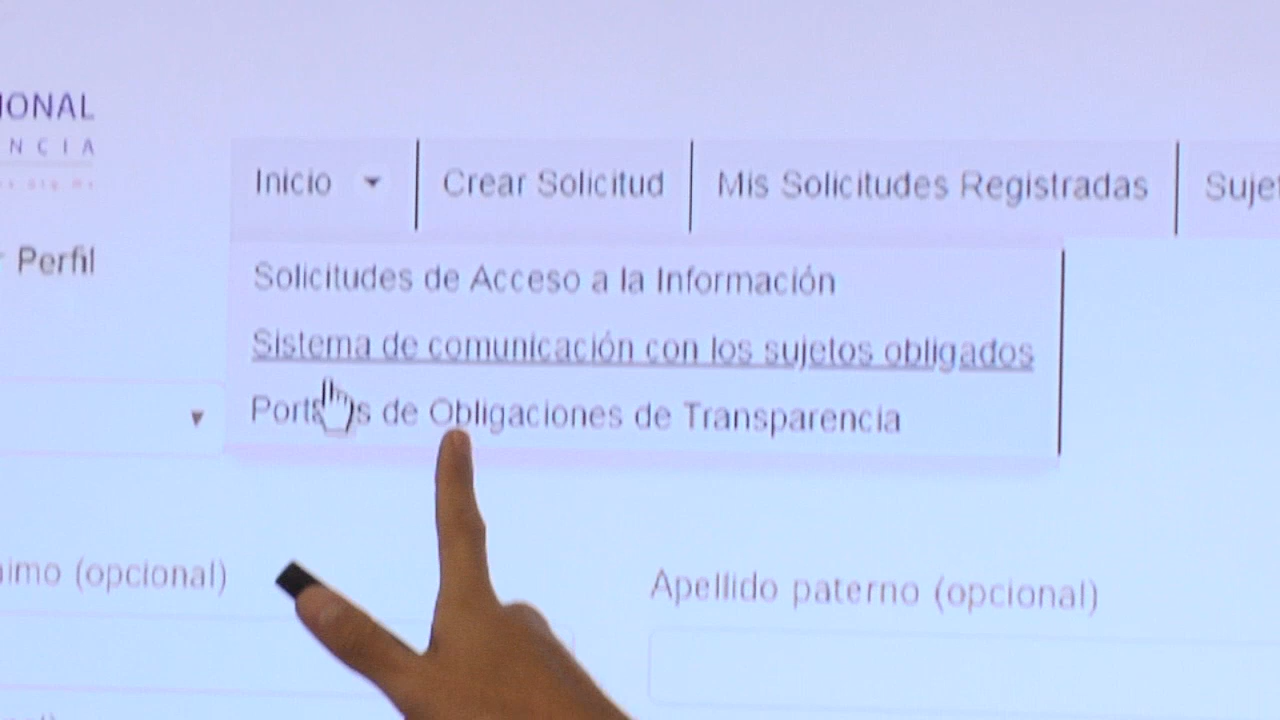 IONAL
N C I A
Inicio
Crear Solicitud
Mis Solicitudes Registradas
Suje
Perfil
Solicitudes de Acceso a la Información
Sistema de comunicación con los sujetos obligados
de Obligaciones de Transparencia
imo (opcional)
Apellido paterno (opcional)